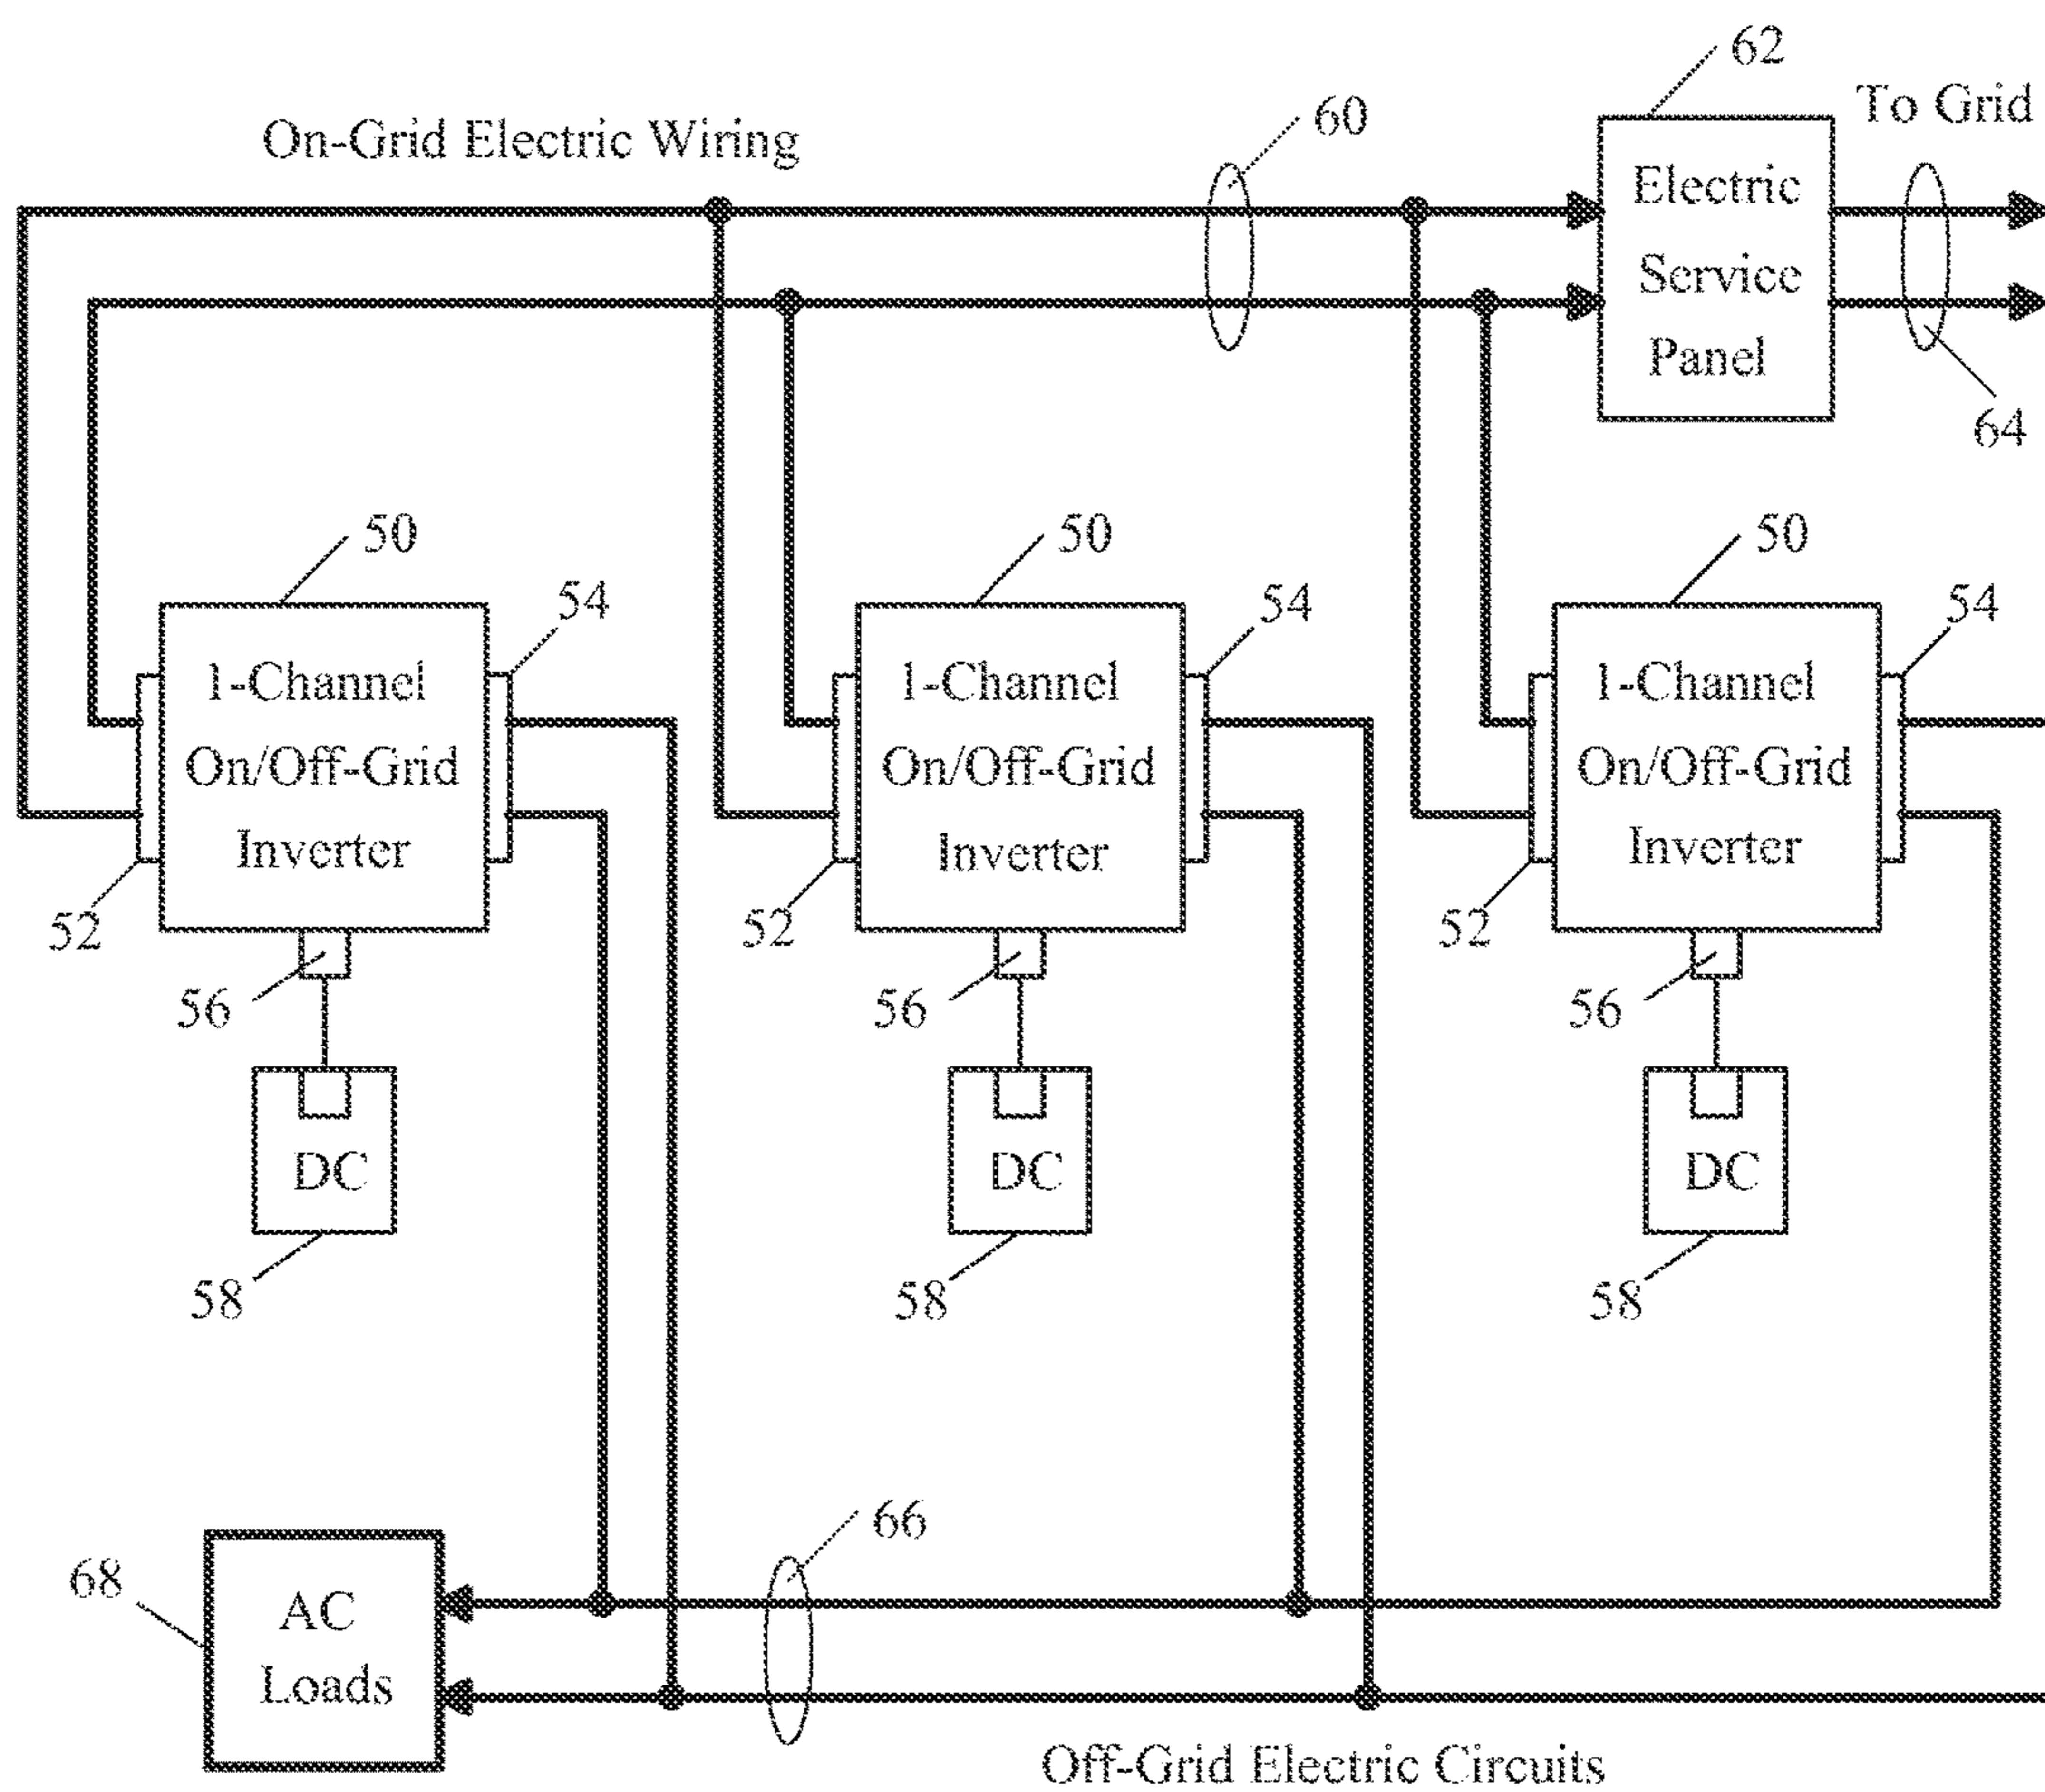 62
To Grid
60
On-Grid Electric Wiring
Electric
Service
Panel
64
50
50
50
54
54
54
1-Channel
On/Off-Grid
Inverter
1-Channel
On/Off-Grid
Inverter
1-Channel
On/Off-Grid
Inverter
52
52
52
56
56
56
DC
DC
DC
58
58
58
66
68
AC
Loads
Off-Grid Electric Circuits